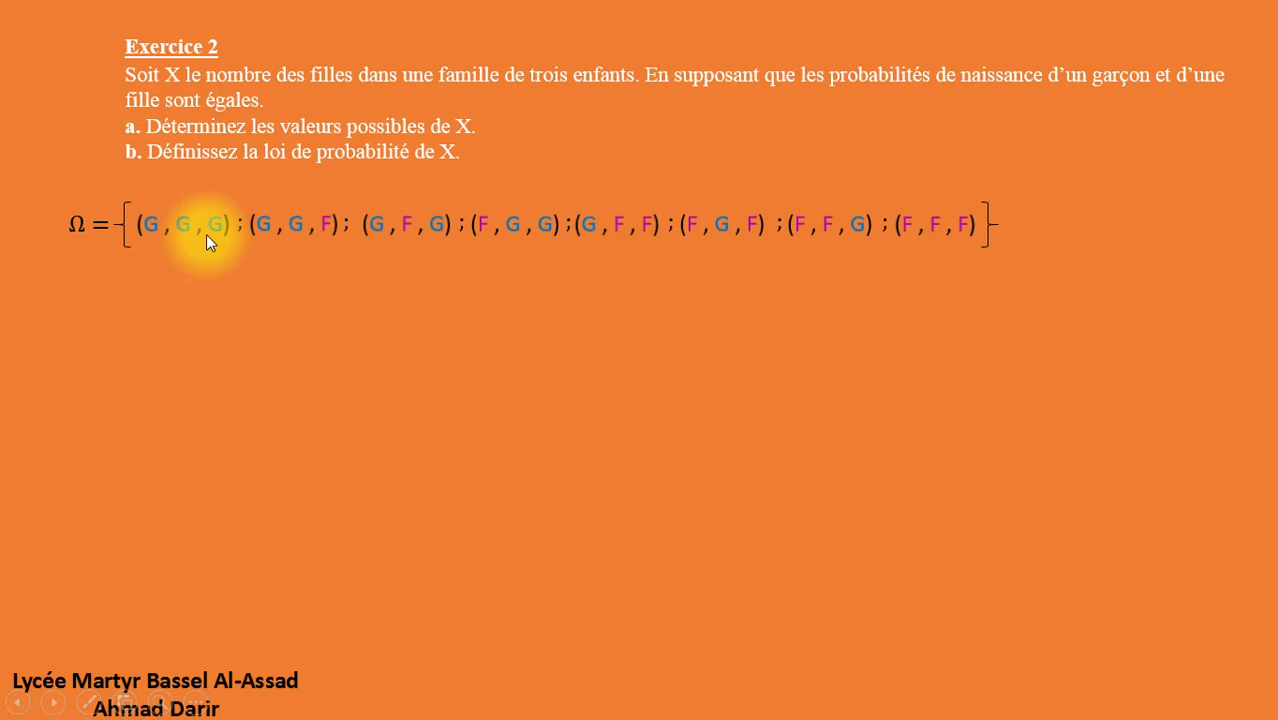 Exercice 2
Soit X le nombre des filles dans une famille de trois enfants. En supposant que les probabilités de naissance d’un garçon et d’une
fille sont égales.
a. Déterminez les valeurs possibles de X.
b. Définissez la loi de probabilité de X.
Ω = { (G , G , G) ; (G , G , F) ; (G , F , G) ; (F , G , G) ; (G , F , F) ; (F , G , F) ; (F , F , G) ; (F , F , F) }
Lycée Martyr Bassel Al-Assad
Ahmad Darir